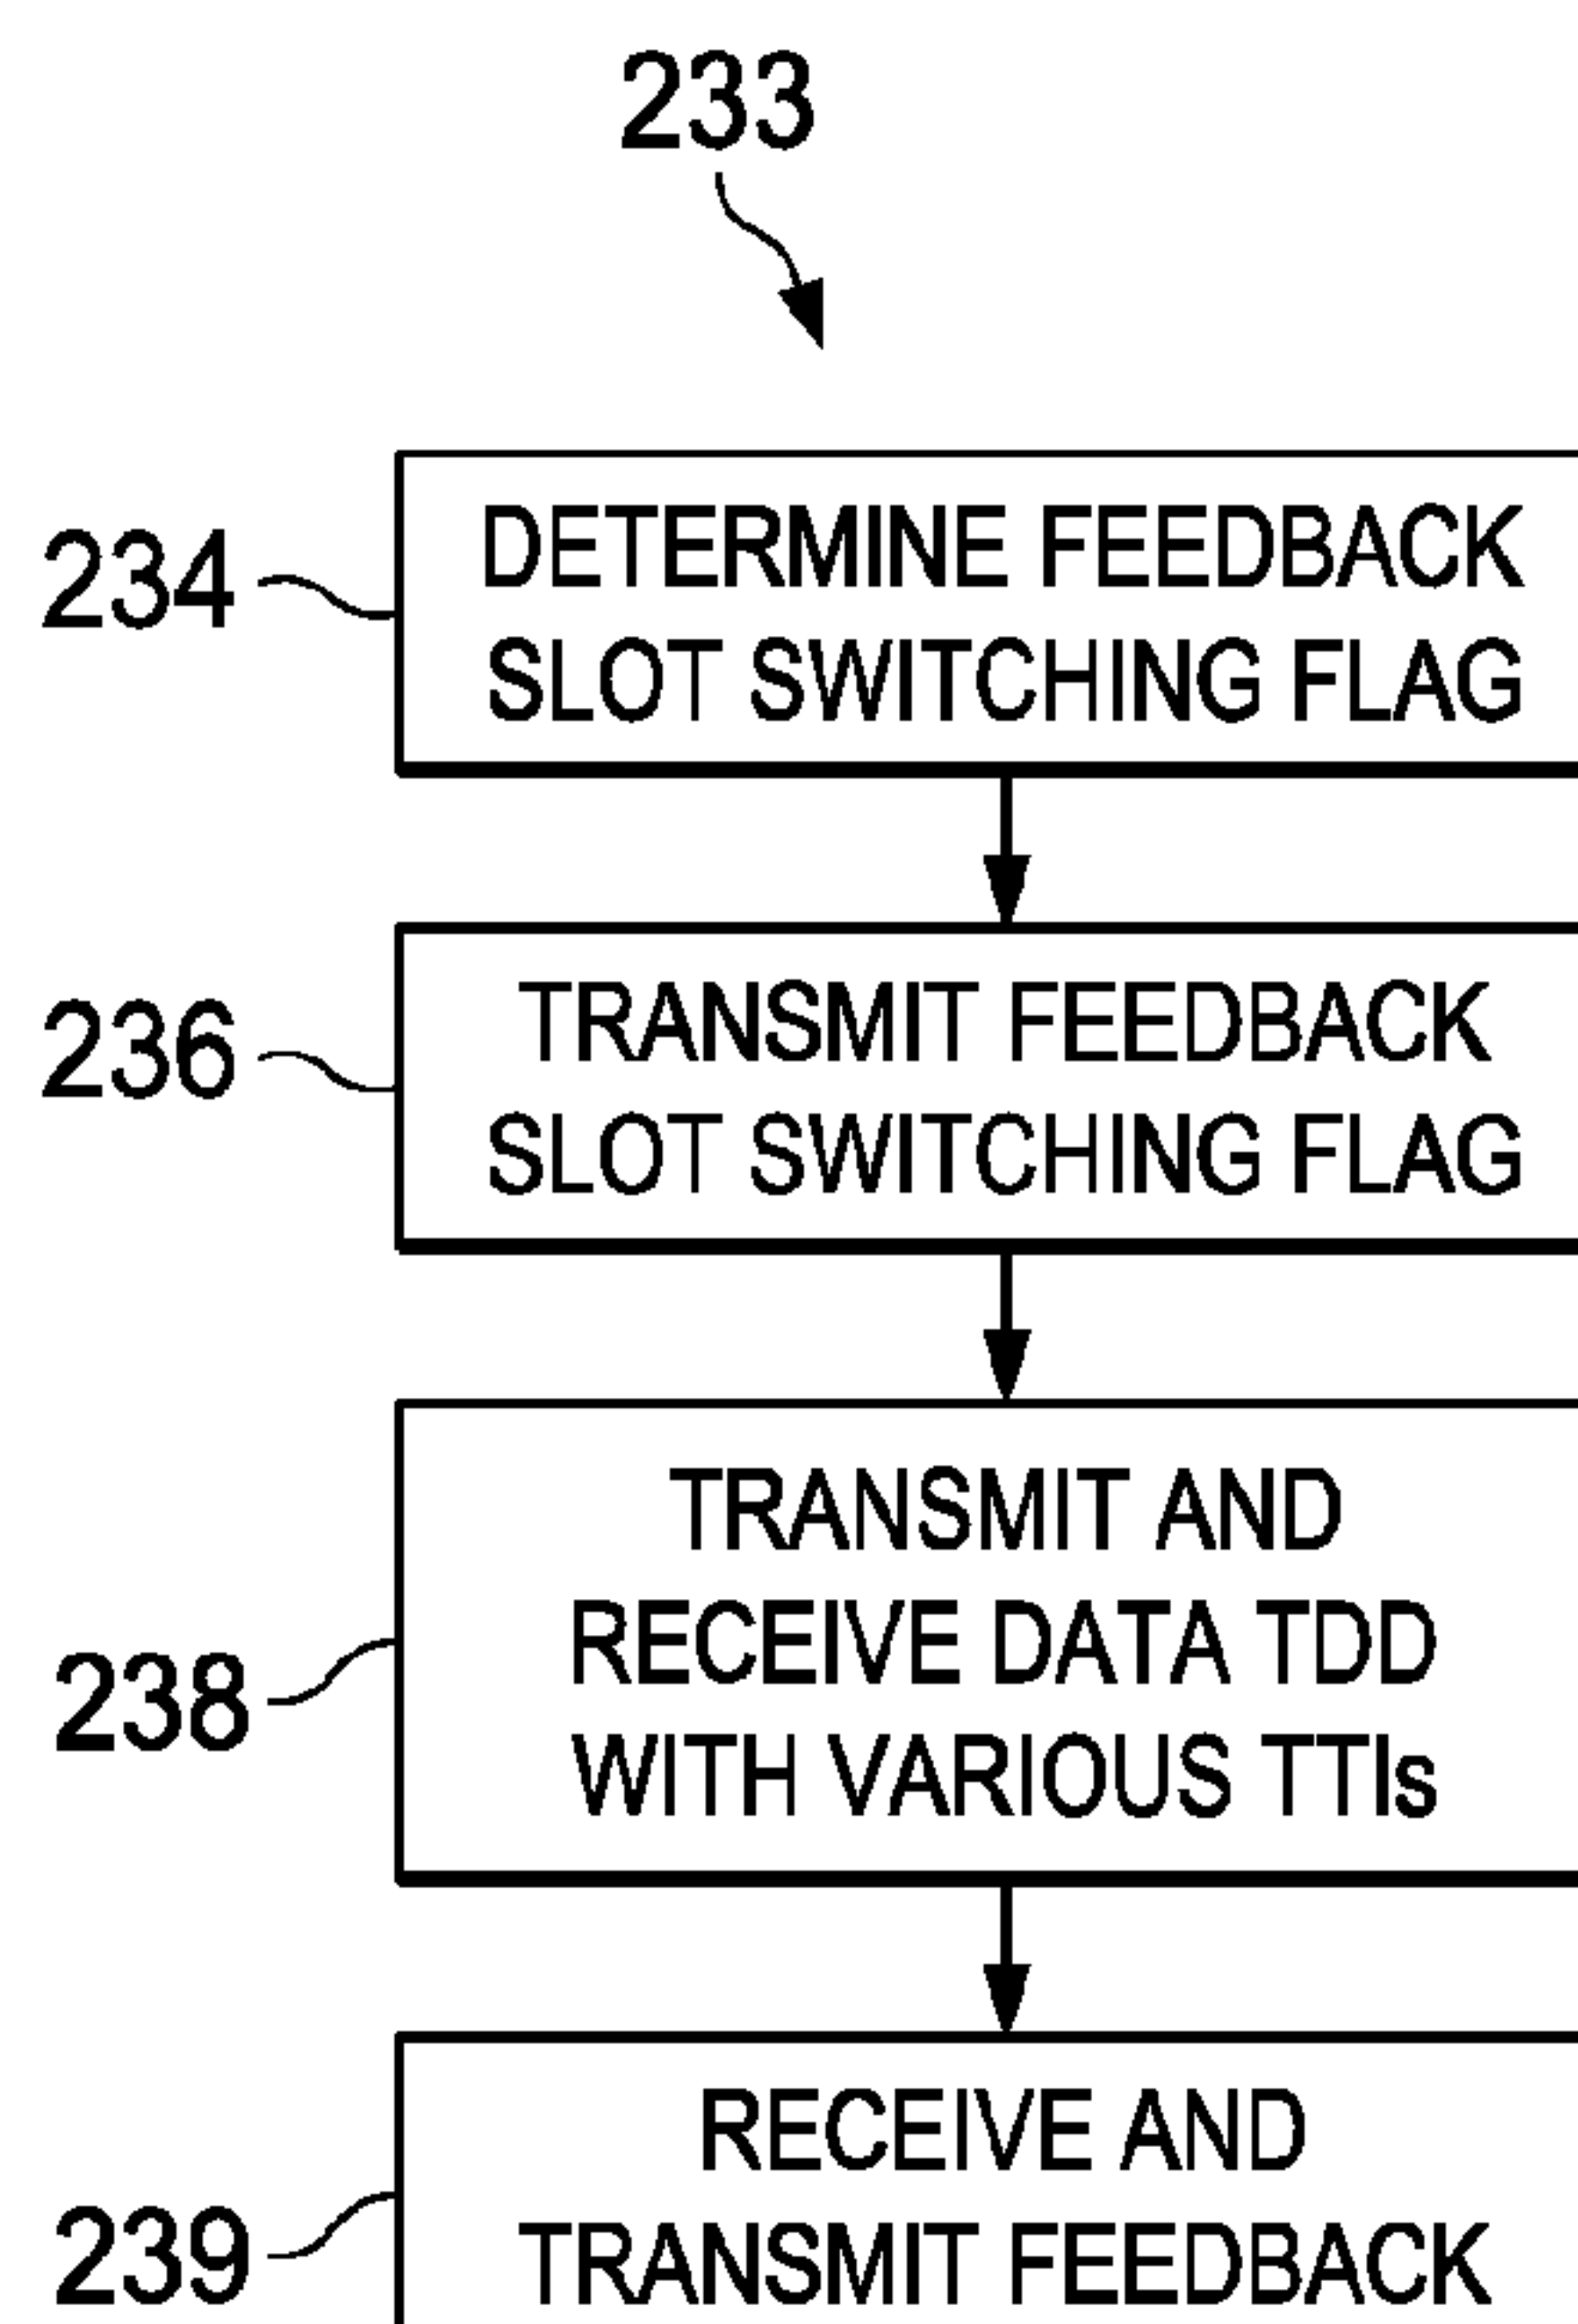 233
234
DETERMINE FEEDBACK
SLOT SWITCHING FLAG
236
TRANSMIT FEEDBACK
SLOT SWITCHING FLAG
238
TRANSMIT AND
RECEIVE DATA TDD
WITH VARIOUS TTIs
239
RECEIVE AND
TRANSMIT FEEDBACK